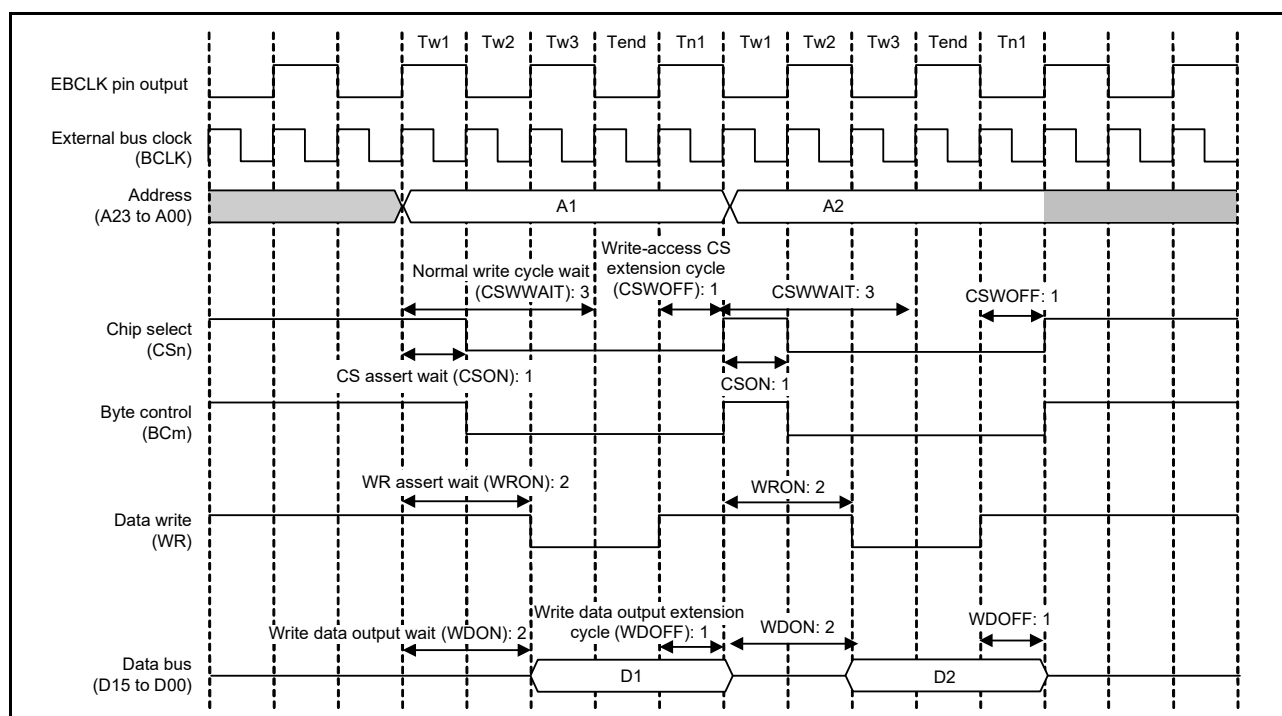 Tw1 Tw2 Tw3 Tend Tn1 Tw1 Tw2 Tw3 Tend Tn1
EBCLK pin output
External bus clock
(BCLK)
Address
(A23 to A00)
A1
A2
Normal write cycle wait
(CSWWAIT): 3
Write-access CS
extension cycle
(CSWOFF): 1
CSWWAIT: 3
CSWOFF: 1
Chip select
(CSn)
CS assert wait (CSON): 1
CSON: 1
Byte control
(BCm)
WR assert wait (WRON): 2
WRON: 2
Data write
(WR)
Write data output wait (WDON): 2
Write data output extension
cycle (WDOFF): 1
WDON: 2
WDOFF: 1
Data bus
(D15 to D00)
D1
D2